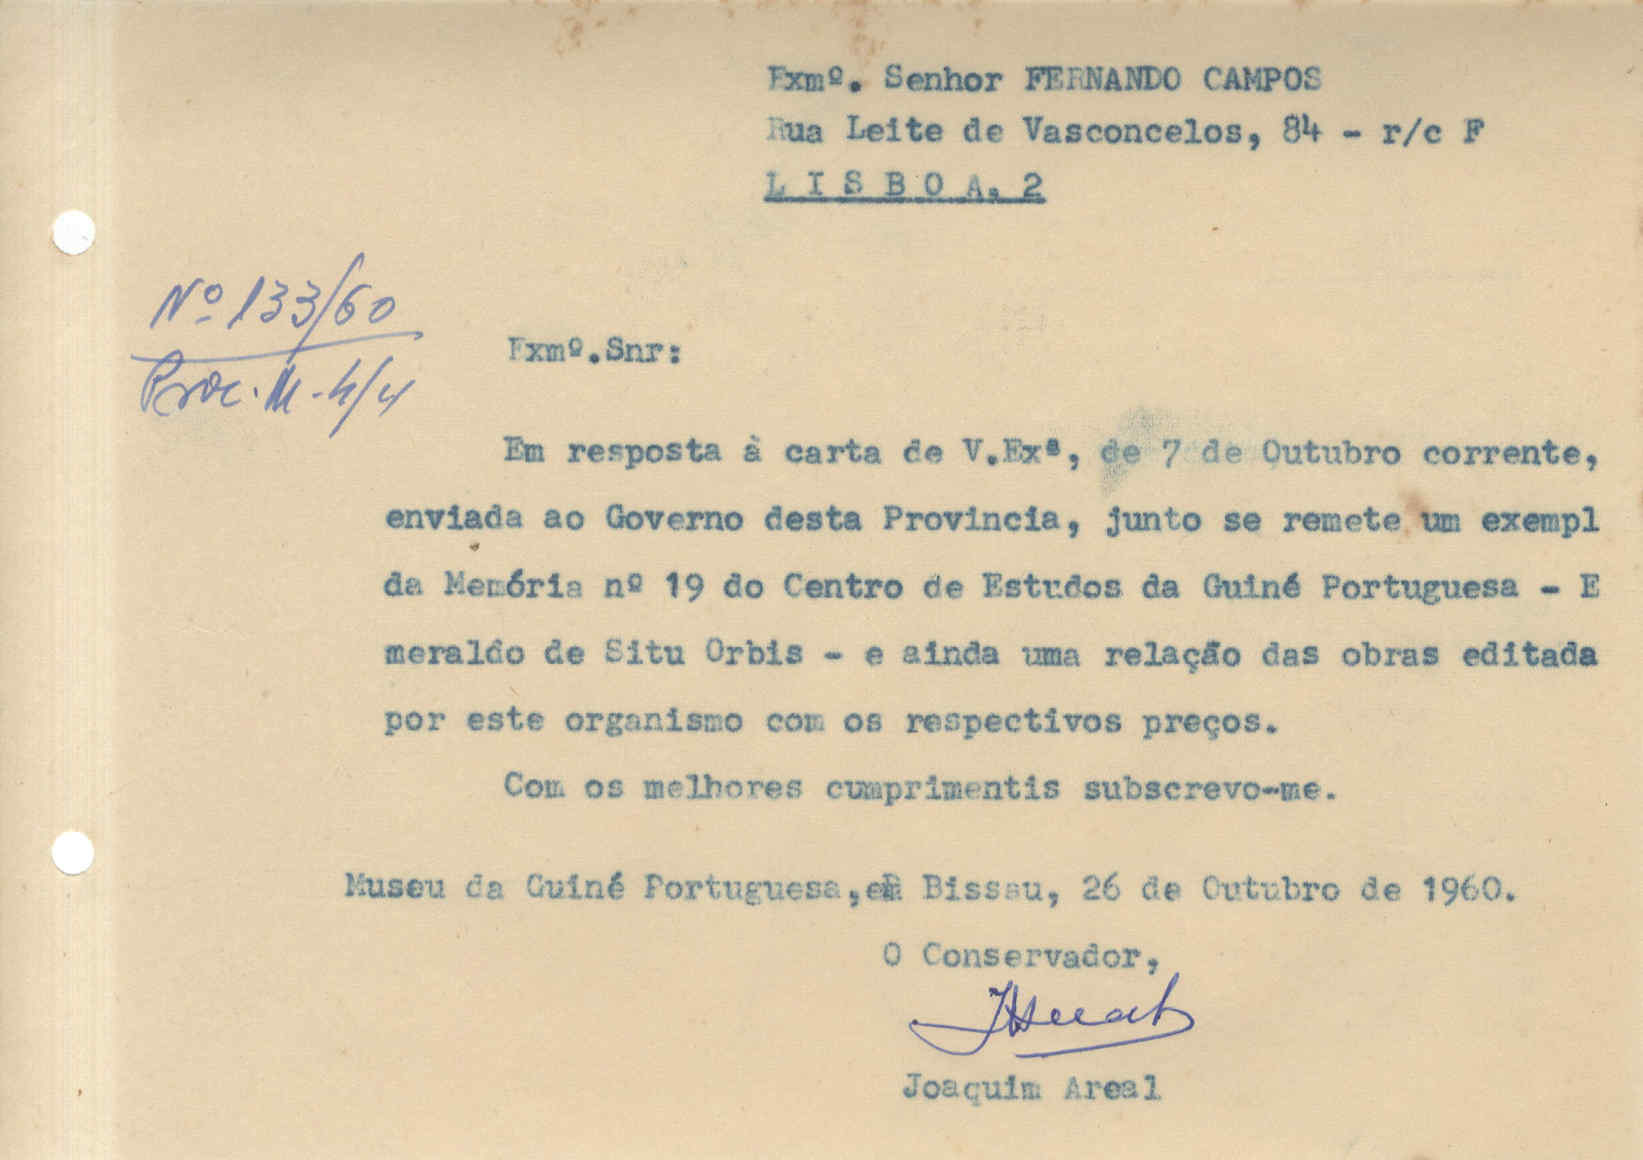 Exmº. Senhor FERNANDO CAMPOS
Rua Leite de Vasconcelos, 84 - r/c F
L I S B O A. 2
Nº 133/60
Proc. M-4/4
Exmº.Snr:
Em resposta à carta de V.Exª, de 7 de Outubro corrente,
enviada ao Governo desta Provincia, junto se remete um exempl
da Memória nº 19 do Centro de Estudos da Guiné Portuguesa - E
meraldo de Situ Orbis - e ainda uma relação das obras editada
por este organismo com os respectivos preços.
Com os melhores cumprimentis subscrevo-me.
Museu da Guiné Portuguesa,em Bissau, 26 de Outubro de 1960.
O Conservador,
Joaquim Areal